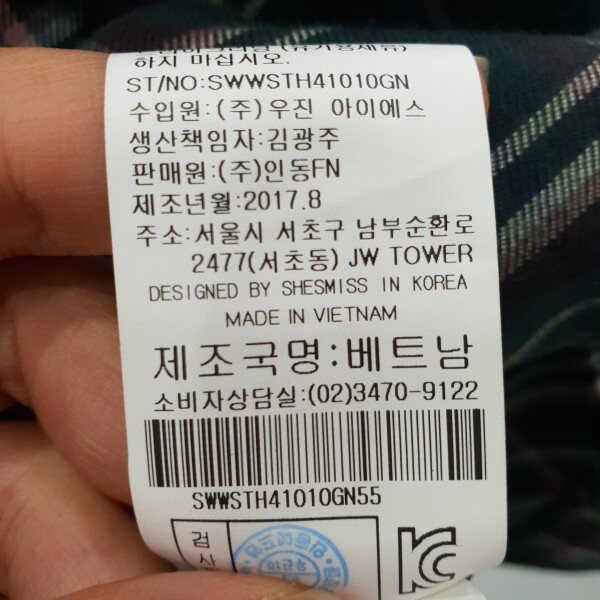 하지 마십시오.
ST/NO:SWWSTH41010GN
수입원:(주)우진 아이에스
생산책임자:김광주
판매원:(주)인동FN
제조년월:2017.8
주소:서울시 서초구 남부순환로
2477(서초동) JW TOWER
DESIGNED BY SHESMISS IN KOREA
MADE IN VIETNAM
제조국명:베트남
소비자상담실:(02)3470-9122
SWWSTH41010GN55
검사